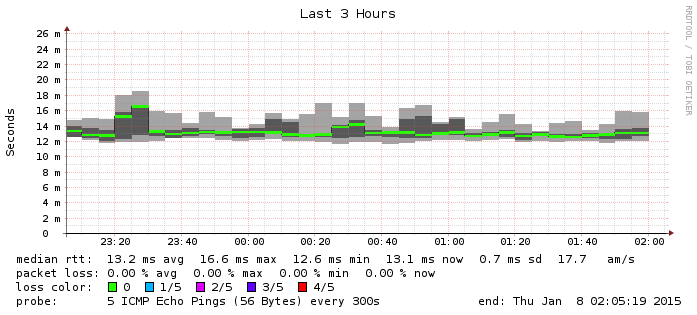 Last 3 Hours
RRDTOOL / TOBI OETIKER
Seconds
26 m
24 m
22 m
20 m
18 m
16 m
14 m
12 m
10 m
8 m
6 m
4 m
2 m
0
23:20 23:40 00:00 00:20 00:40 01:00 01:20 01:40 02:00
median rtt: 13.2 ms avg 16.6 ms max 12.6 ms min 13.1 ms now 0.7 ms sd 17.7 am/s
packet loss: 0.00 % avg 0.00 % max 0.00 % min 0.00 % now
loss color: 0 1/5 2/5 3/5 4/5
probe: 5 ICMP Echo Pings (56 Bytes) every 300s end: Thu Jan 8 02:05:19 2015